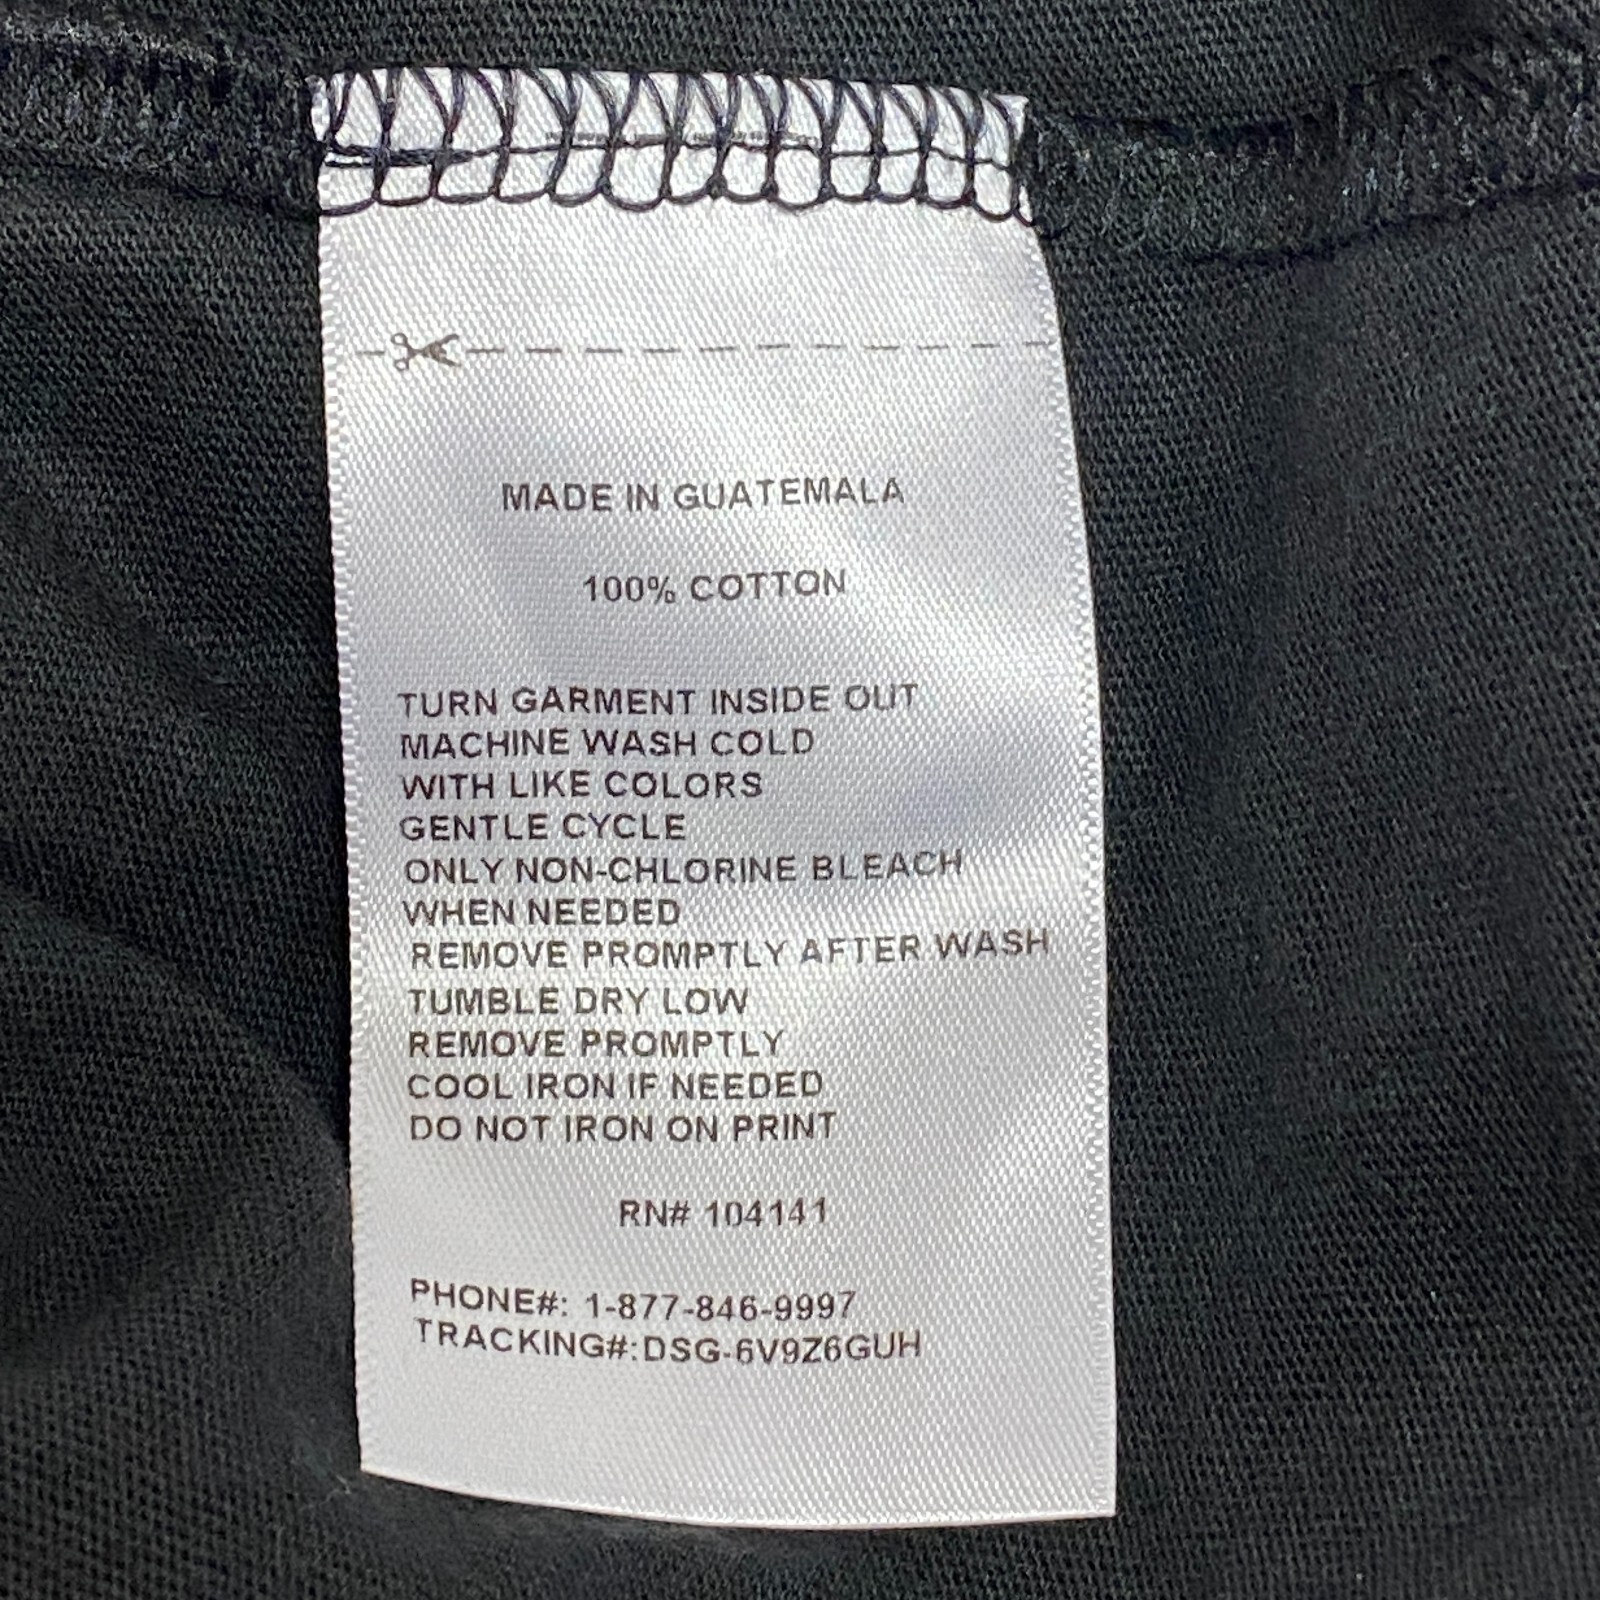 MADE IN GUATEMALA
100% COTTON
TURN GARMENT INSIDE OUT
MACHINE WASH COLD
WITH LIKE COLORS
GENTLE CYCLE
ONLY NON-CHLORINE BLEACH
WHEN NEEDED
REMOVE PROMPTLY AFTER WASH
TUMBLE DRY LOW
REMOVE PROMPTLY
COOL IRON IF NEEDED
DO NOT IRON ON PRINT
RN# 104141
PHONE#: 1-877-846-9997
TRACKING#:DSG-6V9Z6GUH